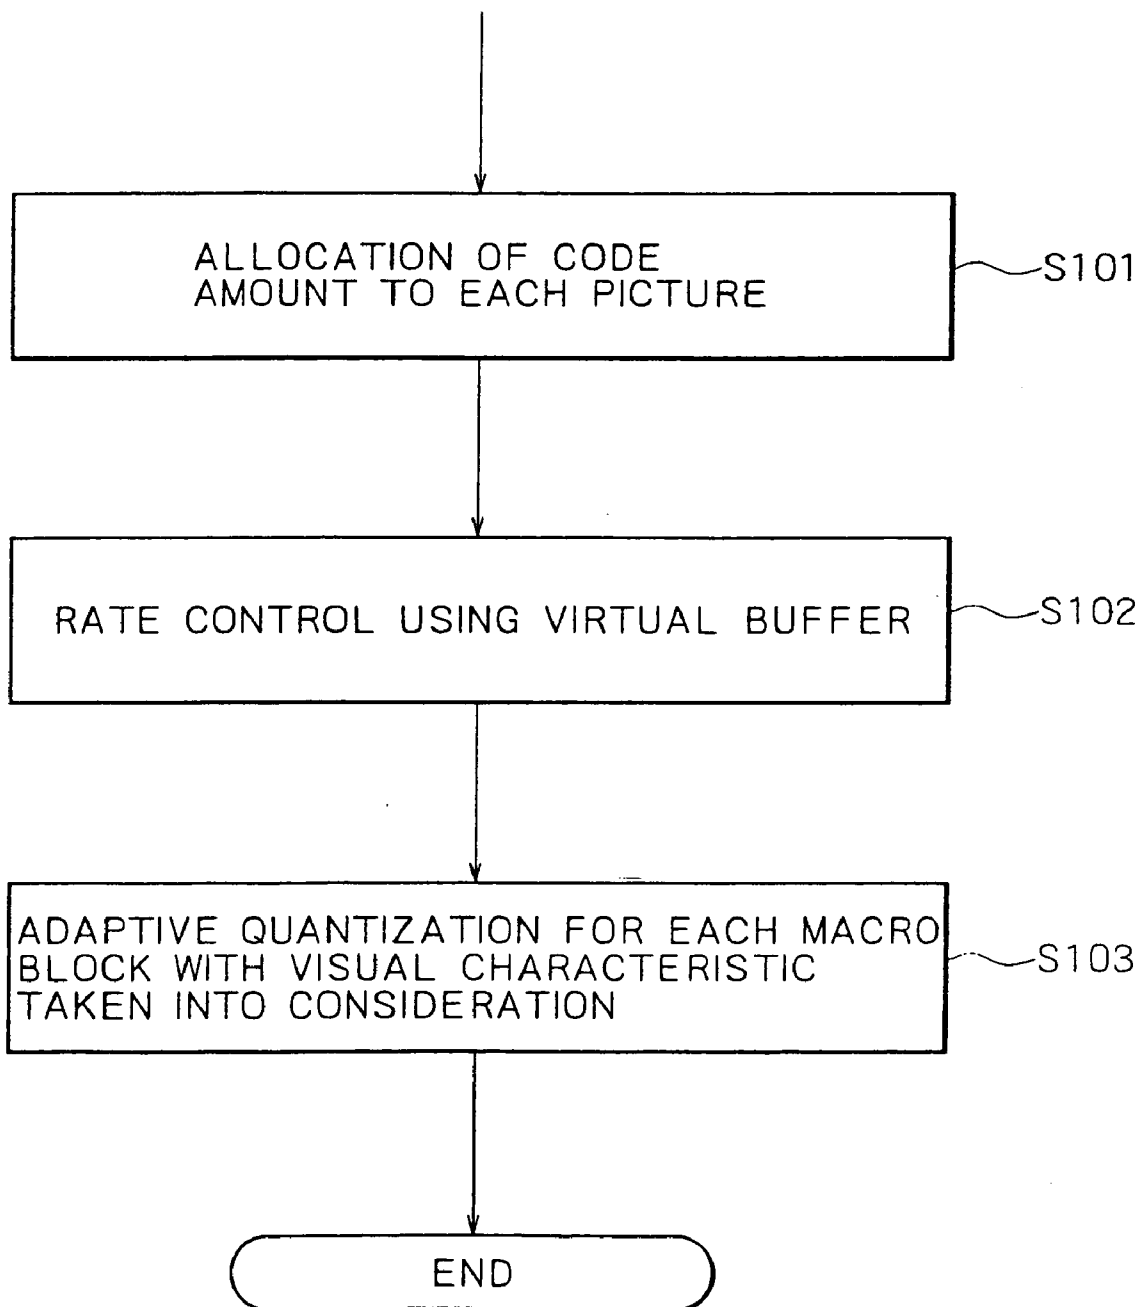 ALLOCATION OF CODE
AMOUNT TO EACH PICTURE
S101
RATE CONTROL USING VIRTUAL BUFFER
S102
ADAPTIVE QUANTIZATION FOR EACH MACRO
BLOCK WITH VISUAL CHARACTERISTIC
TAKEN INTO CONSIDERATION
S103
END